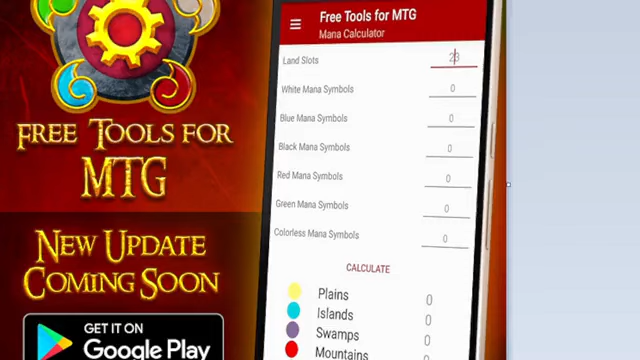 FREE TOOLS FOR
MTG
NEW UPDATE
COMING SOON
GET IT ON
Google Play
Free Tools for MTG
Mana Calculator
Land Slots 23
White Mana Symbols 0
Blue Mana Symbols 0
Black Mana Symbols 0
Red Mana Symbols 0
Green Mana Symbols 0
Colorless Mana Symbols 0
CALCULATE
Plains 0
Islands 0
Swamps 0
Mountains 0